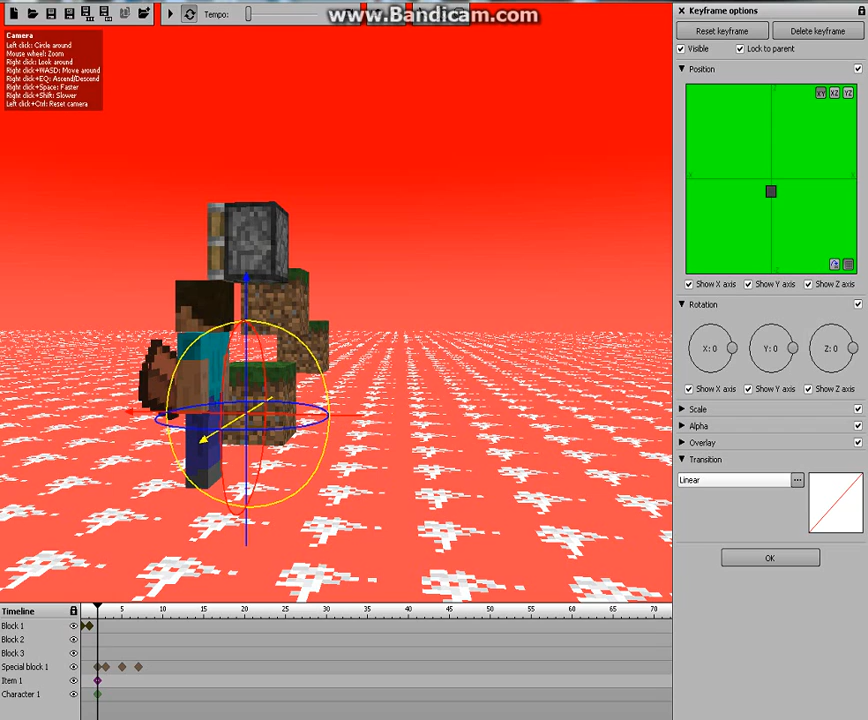 Tempo:
www.Bandicam.com
Camera
Left click: Circle around
Mouse wheel: Zoom
Right click: Look around
Right click+WASD: Move around
Right click+EQ: Ascend/Descend
Right click+Space: Faster
Right click+Shift: Slower
Left click+Ctrl: Reset camera
Keyframe options
Reset keyframe Delete keyframe
Visible Lock to parent
Position
XY XZ YZ
Show X axis Show Y axis Show Z axis
Rotation
X: 0 Y: 0 Z: 0
Show X axis Show Y axis Show Z axis
Scale
Alpha
Overlay
Transition
Linear
OK
Timeline 5 10 15 20 25 30 35 40 45 50 55 60 65 70
Block 1
Block 2
Block 3
Special block 1
Item 1
Character 1